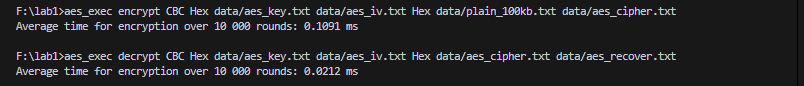 F:\lab1>aes_exec encrypt CBC Hex data/aes_key.txt data/aes_iv.txt Hex data/plain_100kb.txt data/aes_cipher.txt
Average time for encryption over 10 000 rounds: 0.1091 ms
F:\lab1>aes_exec decrypt CBC Hex data/aes_key.txt data/aes_iv.txt Hex data/aes_cipher.txt data/aes_recover.txt
Average time for encryption over 10 000 rounds: 0.0212 ms